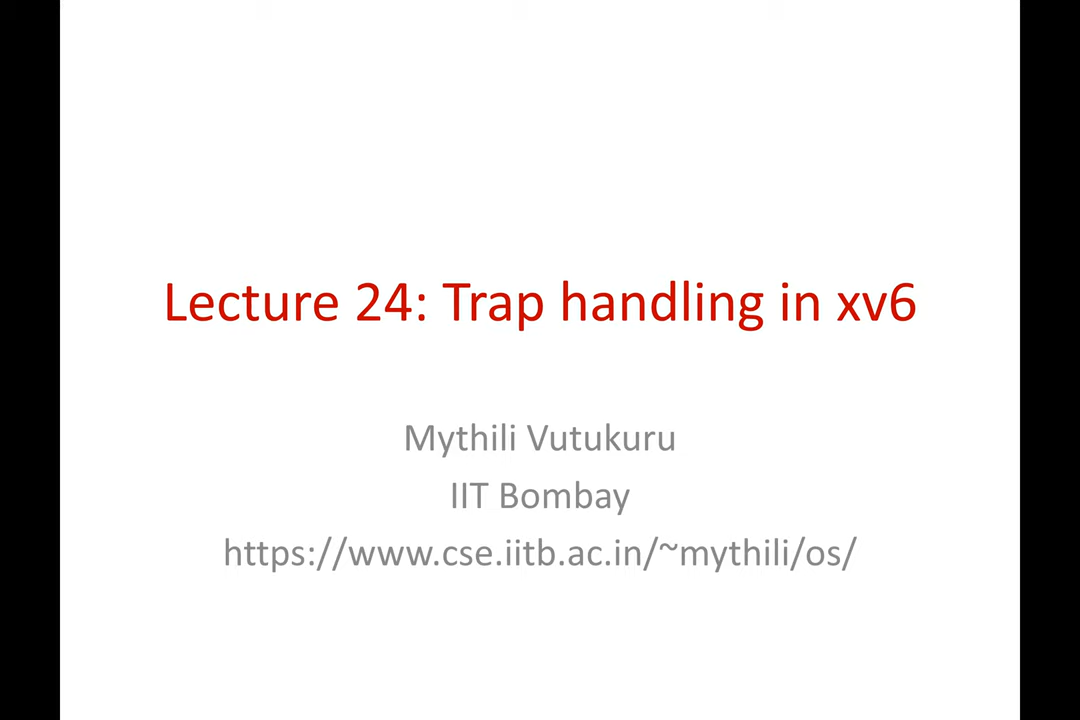 Lecture 24: Trap handling in xv6
Mythili Vutukuru
IIT Bombay
https://www.cse.iitb.ac.in/~mythili/os/